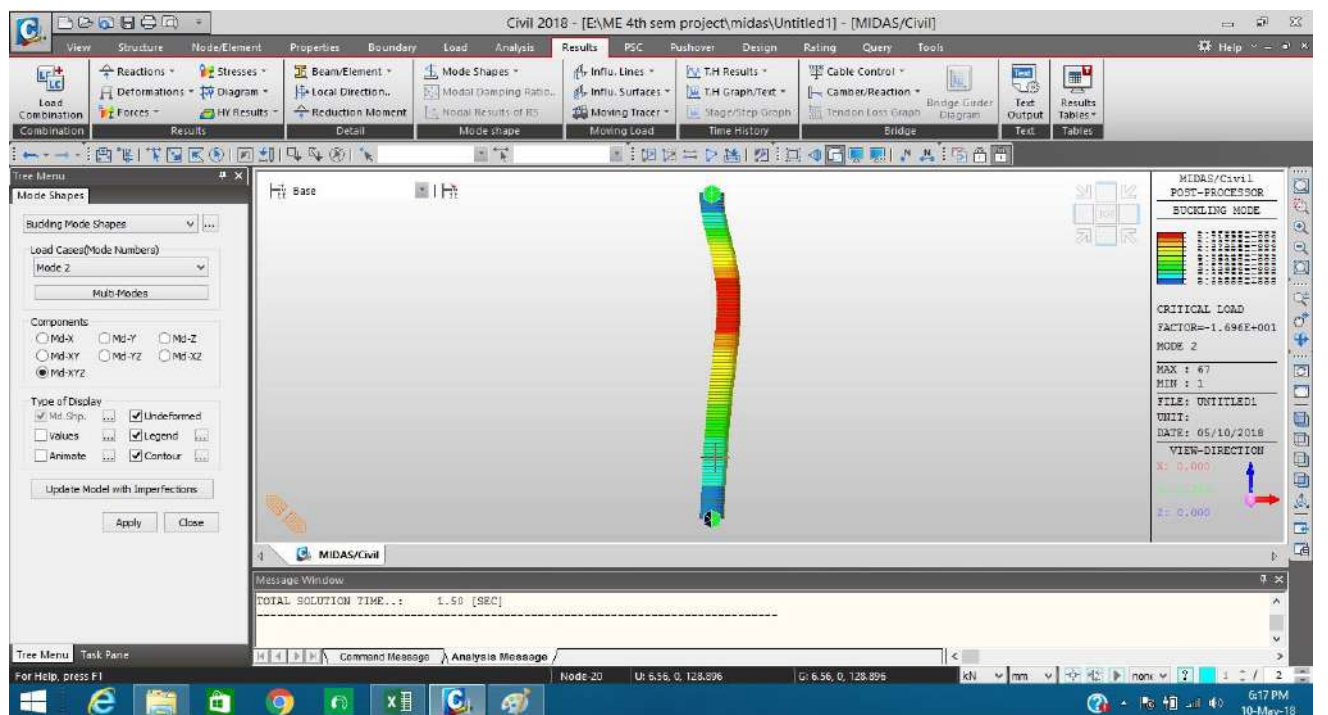 Civil 2018 - [E:\ME 4th sem project\midas\Untitled1] - [MIDAS/Civil]
View Structure Node/Element Properties Boundary Load Analysis Results PSC Pushover Design Rating Query Tools Help
Reactions Stresses Beam/Element Mode Shapes Influ. Lines T.H Results Cable Control
Deformations Diagram Local Direction.. Modal Damping Ratio.. Influ. Surfaces T.H Graph/Text Camber/Reaction
Forces HY Results Reduction Moment Nodal Results of RS Moving Tracer Stage/Step Graph Tendon Loss Graph
Load Combination
Bridge Girder Diagram
Text Output
Results Tables
Combination Results Detail Mode shape Moving Load Time History Bridge Text Tables
Tree Menu
Mode Shapes
Buckling Mode Shapes
Load Cases(Mode Numbers)
Mode 2
Multi-Modes
Components
Md-X Md-Y Md-Z
Md-XY Md-YZ Md-XZ
Md-XYZ
Type of Display
Md.Shp. ... Undeformed
Values ... Legend ...
Animate ... Contour ...
Update Model with Imperfections
Apply Close
Base
MIDAS/Civil
POST-PROCESSOR
BUCKLING MODE
CRITICAL LOAD
FACTOR=-1.696E+001
MODE 2
MAX : 67
MIN : 1
FILE: UNTITLED1
UNIT:
DATE: 05/10/2018
VIEW-DIRECTION
X: 0.000
Z: 0.000
MIDAS/Civil
Message Window
TOTAL SOLUTION TIME..: 1.50 [SEC]
Command Message Analysis Message
Tree Menu Task Pane
For Help, press F1 Node-20 U: 6.56, 0, 128.896 G: 6.56, 0, 128.896 kN mm none 1 / 2
6:17 PM
10-May-18